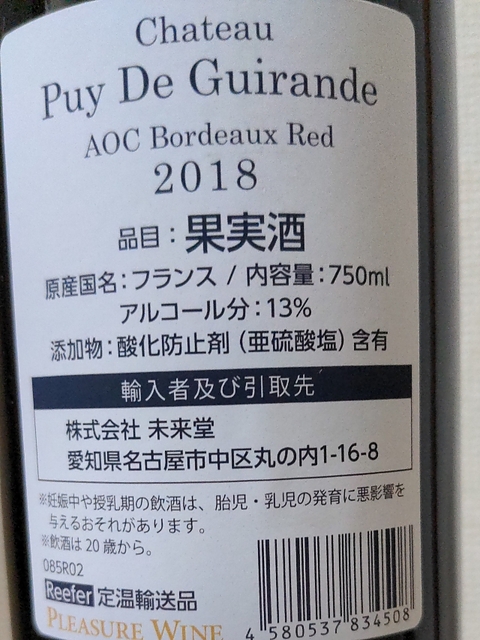 Chateau
Puy De Guirande
AOC Bordeaux Red
2018
品目：果実酒
原産国名：フランス / 内容量：750ml
アルコール分：13%
添加物：酸化防止剤（亜硫酸塩）含有
輸入者及び引取先
株式会社 未来堂
愛知県名古屋市中区丸の内1-16-8
※妊娠中や授乳期の飲酒は、胎児・乳児の発育に悪影響を
与えるおそれがあります。
※飲酒は20歳から。
085R02
Reefer 定温輸送品
PLEASURE WINE
4 580537 834508